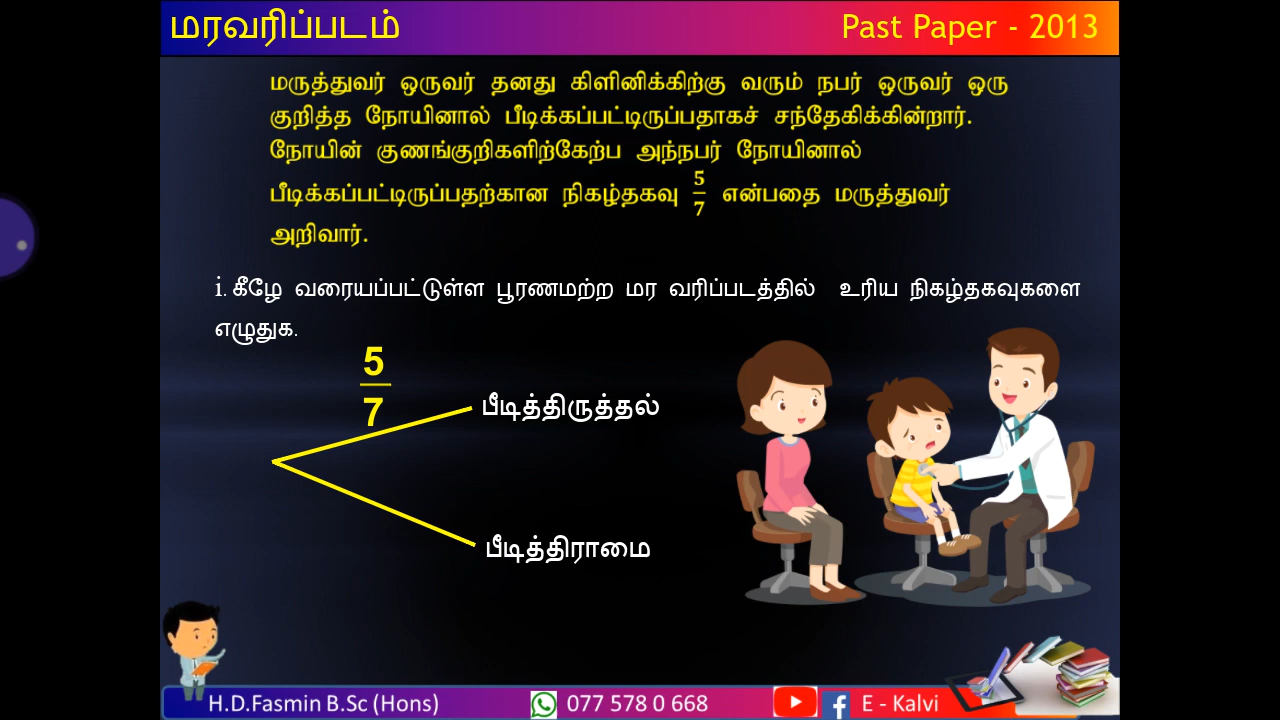 மரவரிப்படம்
Past Paper - 2013
மருத்துவர் ஒருவர் தனது கிளினிக்கிற்கு வரும் நபர் ஒருவர் ஒரு
குறித்த நோயினால் பீடிக்கப்பட்டிருப்பதாகச் சந்தேகிக்கின்றார்.
நோயின் குணங்குறிகளிற்கேற்ப அந்நபர் நோயினால்
பீடிக்கப்பட்டிருப்பதற்கான நிகழ்தகவு 5/7 என்பதை மருத்துவர்
அறிவார்.
i. கீழே வரையப்பட்டுள்ள பூரணமற்ற மர வரிப்படத்தில் உரிய நிகழ்தகவுகளை
எழுதுக.
5/7
பீடித்திருத்தல்
பீடித்திராமை
H.D.Fasmin B.Sc (Hons) 077 578 0 668 E - Kalvi